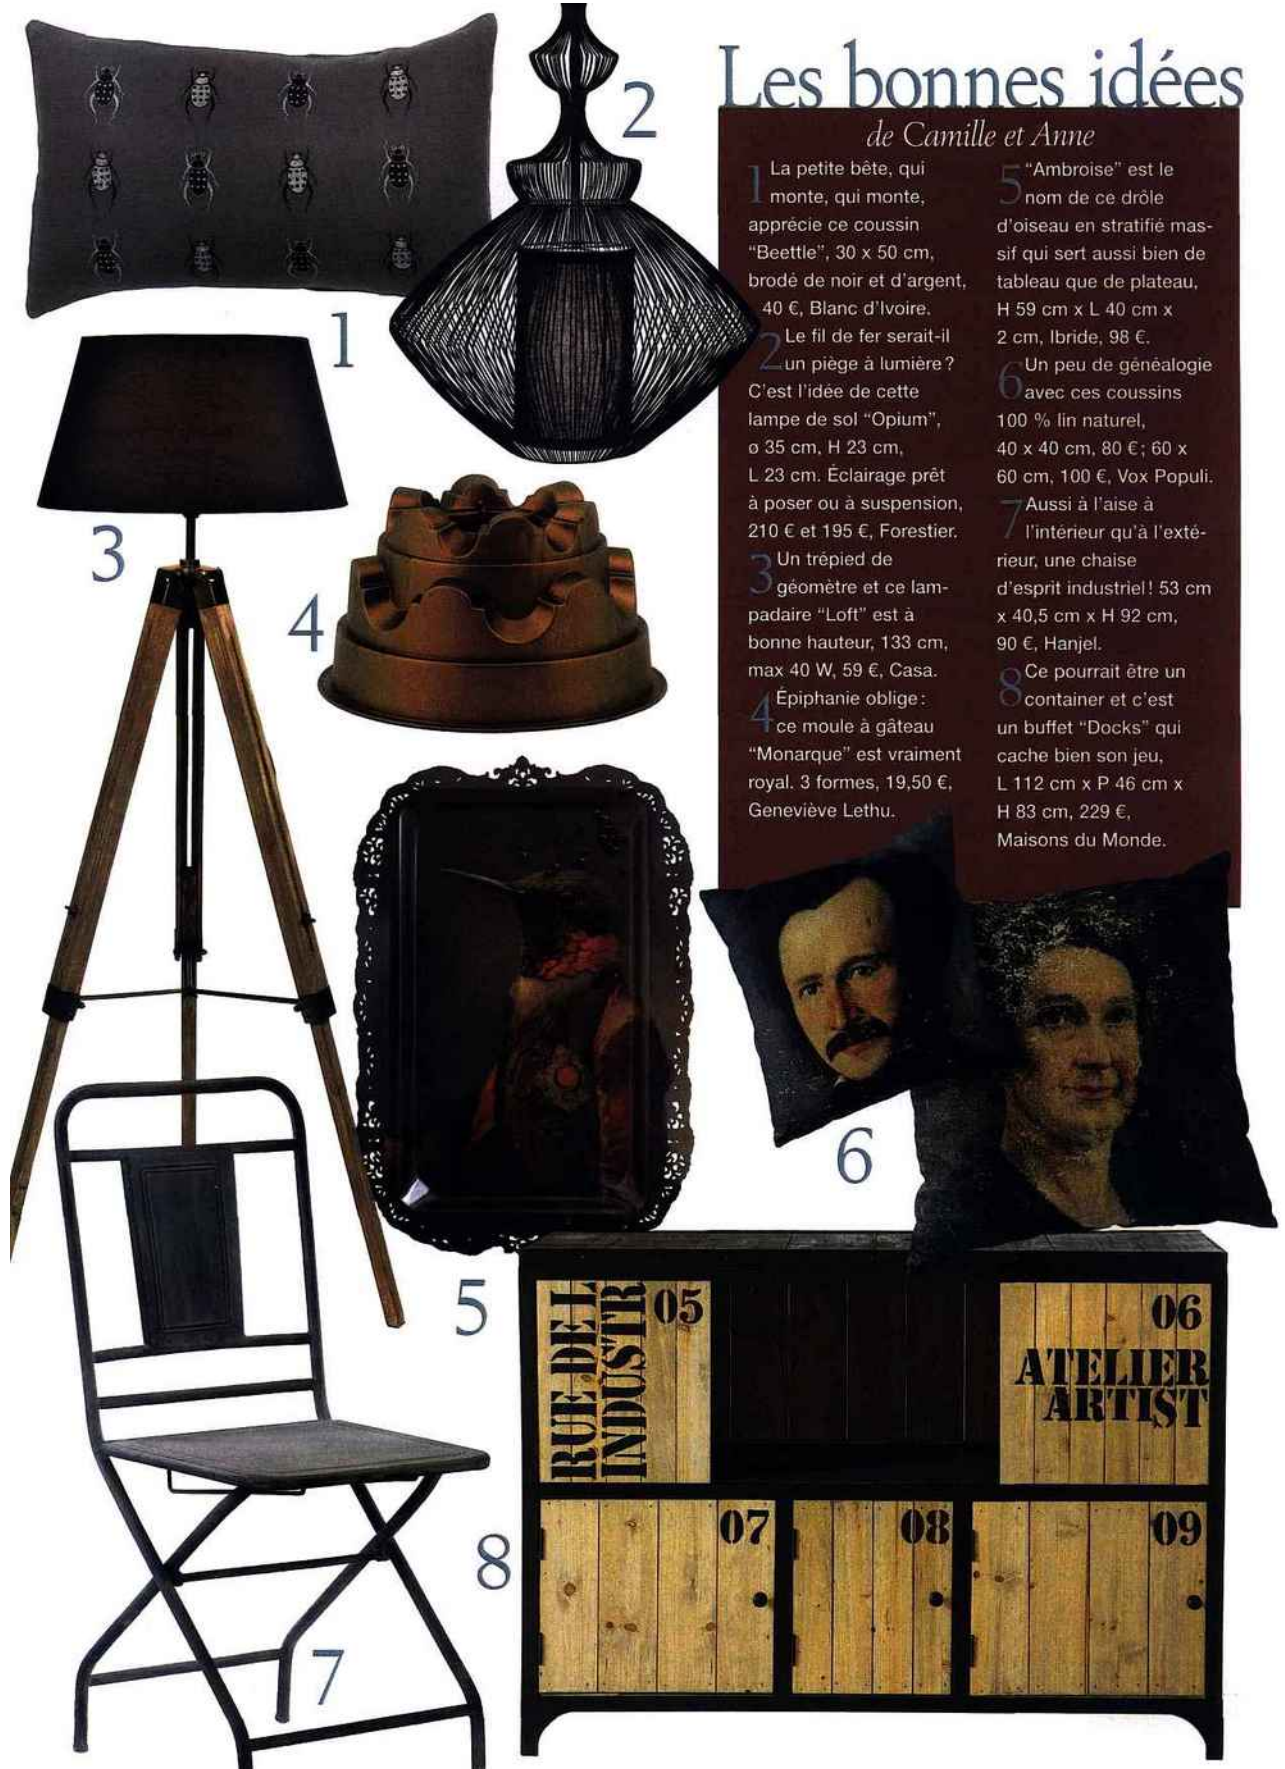 Les bonnes idées
de Camille et Anne
1 La petite bête, qui
monte, qui monte,
apprécie ce coussin
“Beettle”, 30 x 50 cm,
brodé de noir et d'argent,
40 €, Blanc d'Ivoire.
2 Le fil de fer serait-il
un piège à lumière ?
C'est l'idée de cette
lampe de sol “Opium”,
ø 35 cm, H 23 cm,
L 23 cm. Éclairage prêt
à poser ou à suspension,
210 € et 195 €, Forestier.
3 Un trépied de
géomètre et ce lam-
padaire “Loft” est à
bonne hauteur, 133 cm,
max 40 W, 59 €, Casa.
4 Épiphanie oblige :
ce moule à gâteau
“Monarque” est vraiment
royal. 3 formes, 19,50 €,
Geneviève Lethu.
5 “Ambroise” est le
nom de ce drôle
d'oiseau en stratifié mas-
sif qui sert aussi bien de
tableau que de plateau,
H 59 cm x L 40 cm x
2 cm, Ibride, 98 €.
6 Un peu de généalogie
avec ces coussins
100 % lin naturel,
40 x 40 cm, 80 € ; 60 x
60 cm, 100 €, Vox Populi.
7 Aussi à l'aise à
l'intérieur qu'à l'exté-
rieur, une chaise
d'esprit industriel ! 53 cm
x 40,5 cm x H 92 cm,
90 €, Hanjel.
8 Ce pourrait être un
container et c'est
un buffet “Docks” qui
cache bien son jeu,
L 112 cm x P 46 cm x
H 83 cm, 229 €,
Maisons du Monde.
1
2
3
4
5
6
7
8
RUE DE L
INDUSTR
05
06
ATELIER
ARTIST
07
08
09